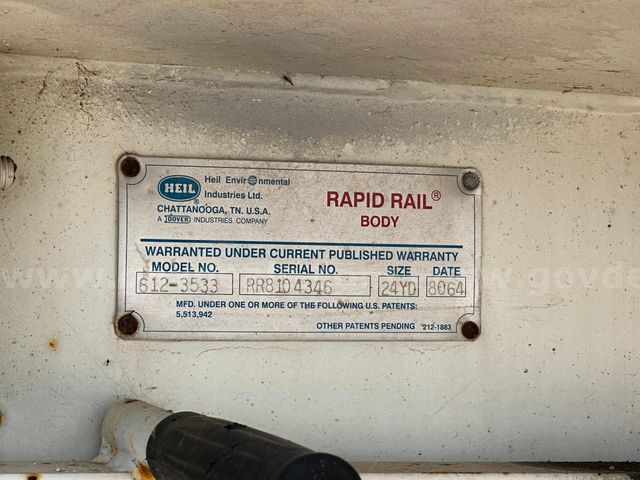 HEIL®
Heil Environmental
Industries Ltd.
CHATTANOOGA, TN. U.S.A.
A DOVER INDUSTRIES. COMPANY
RAPID RAIL®
BODY
WARRANTED UNDER CURRENT PUBLISHED WARRANTY
MODEL NO. SERIAL NO. SIZE DATE
612-3533 RR8104346 24YD 8064
MFD. UNDER ONE OR MORE OF THE FOLLOWING U.S. PATENTS:
5,513,942
OTHER PATENTS PENDING 212-1883